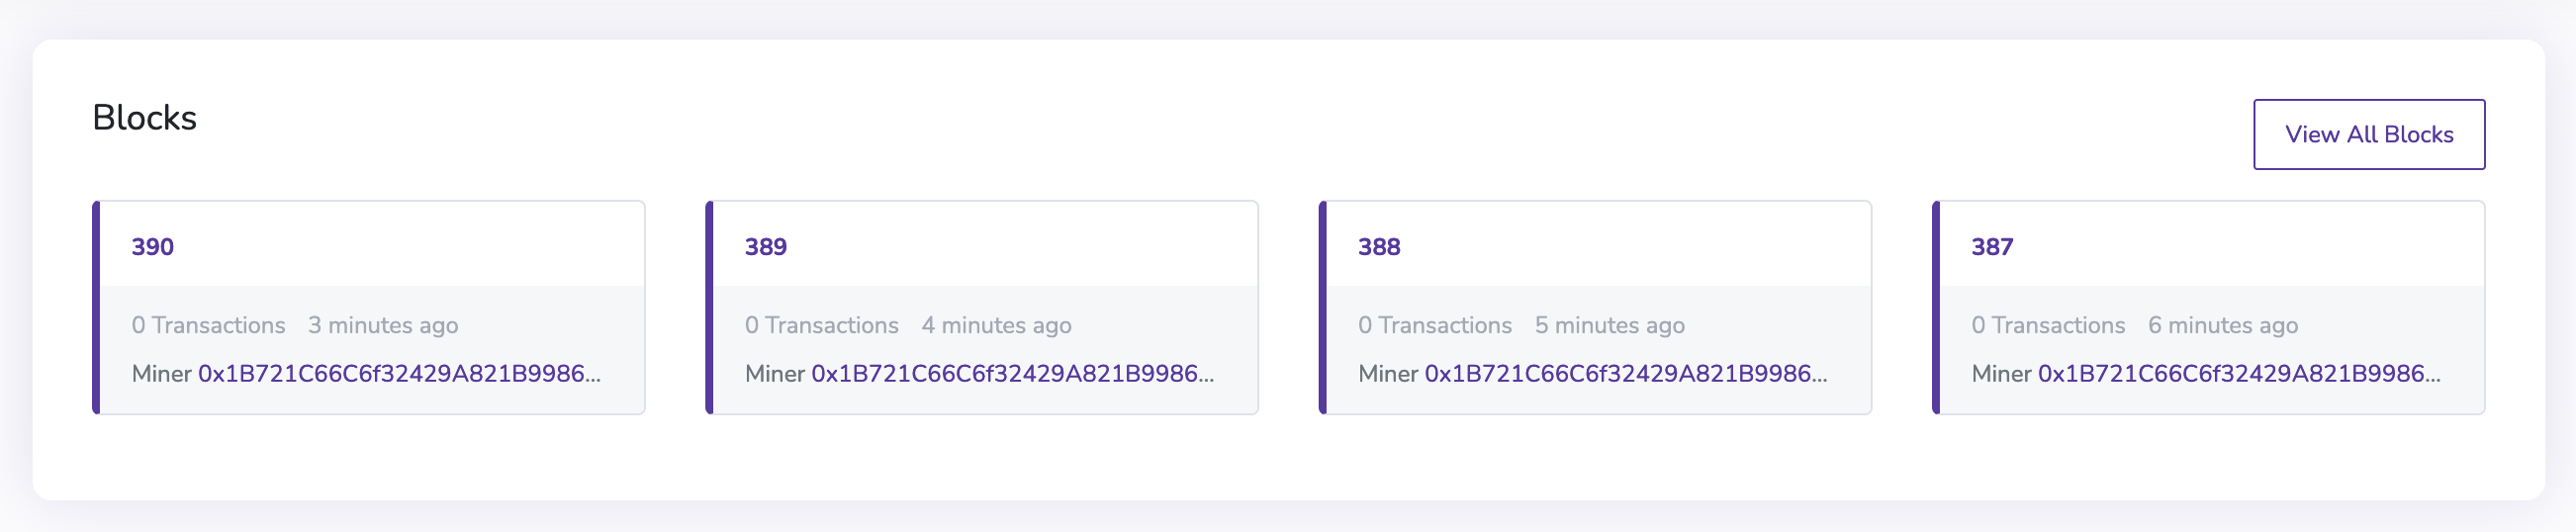 Blocks
View All Blocks
390
0 Transactions 3 minutes ago
Miner 0x1B721C66C6f32429A821B9986...
389
0 Transactions 4 minutes ago
Miner 0x1B721C66C6f32429A821B9986...
388
0 Transactions 5 minutes ago
Miner 0x1B721C66C6f32429A821B9986...
387
0 Transactions 6 minutes ago
Miner 0x1B721C66C6f32429A821B9986...